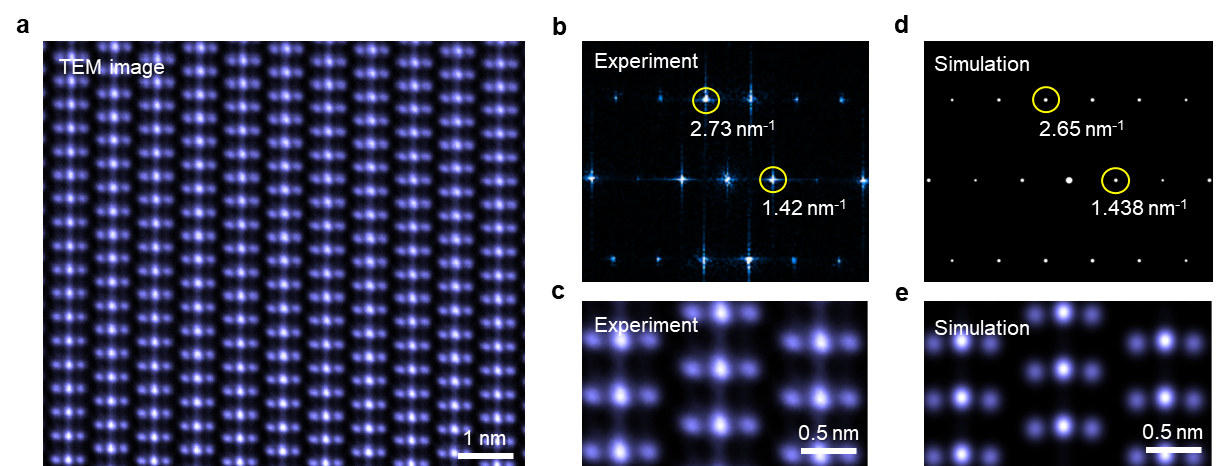 a
TEM image
1 nm
b
Experiment
2.73 nm-1
1.42 nm-1
c
Experiment
0.5 nm
d
Simulation
2.65 nm-1
1.438 nm-1
e
Simulation
0.5 nm